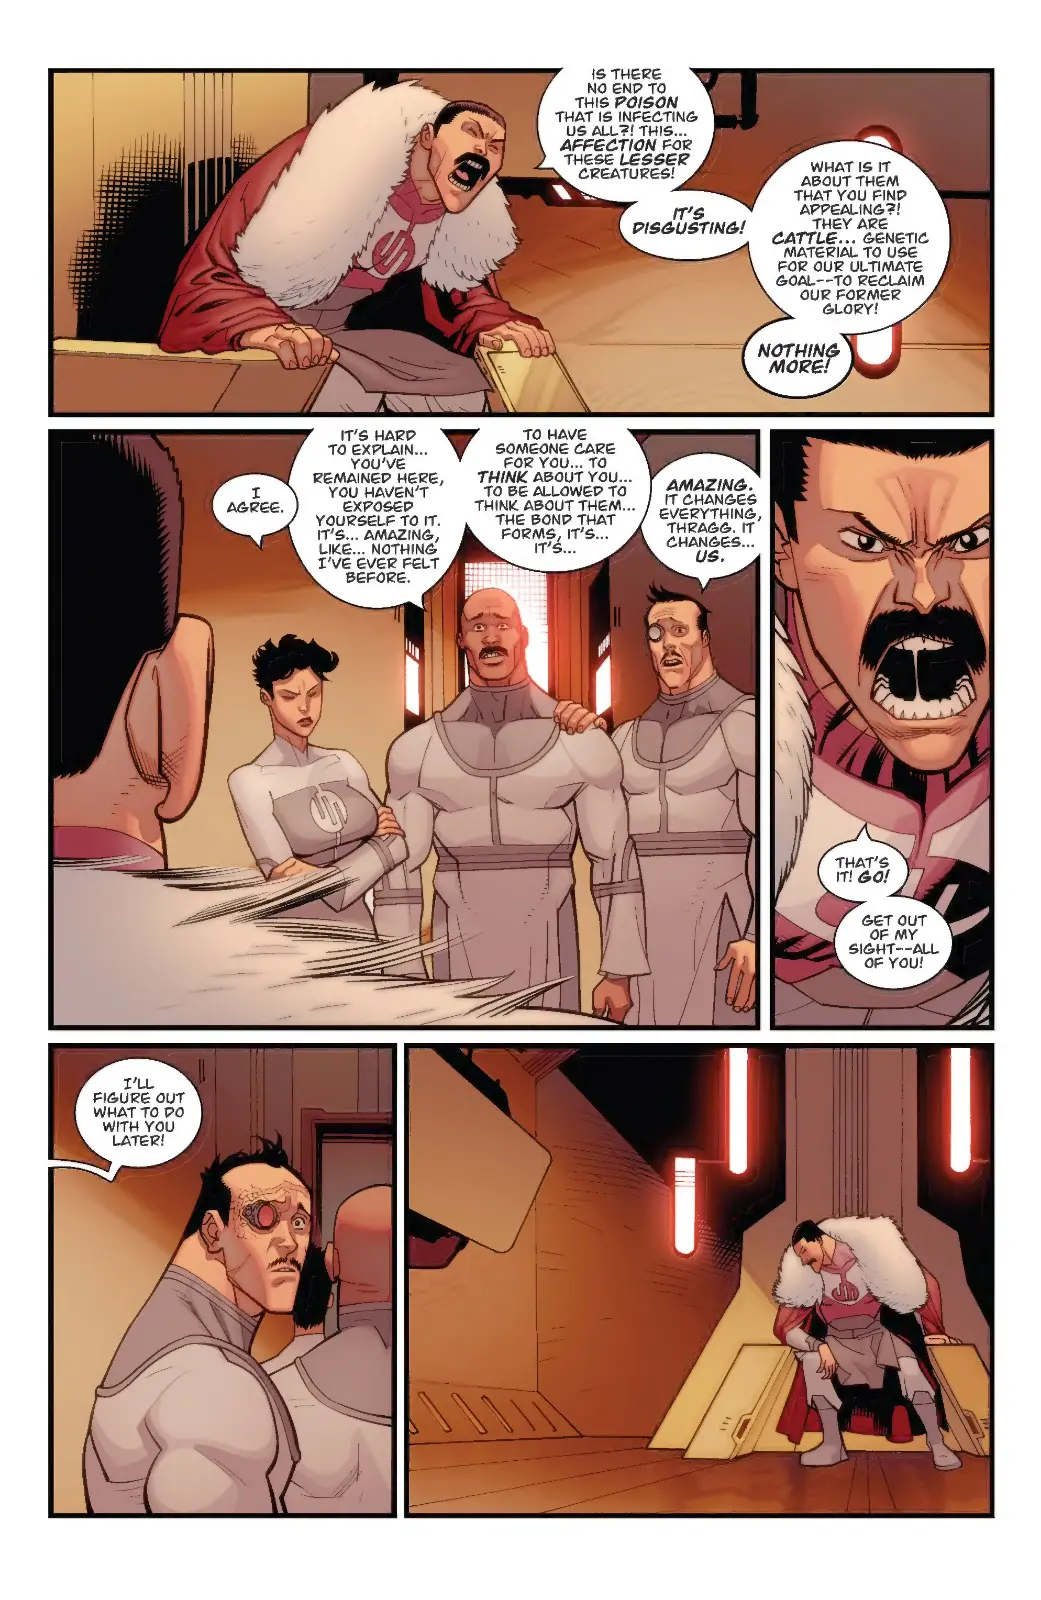 IS THERE
NO END TO
THIS POISON
THAT IS INFECTING
US ALL?! THIS...
AFFECTION FOR
THESE LESSER
CREATURES!
IT'S
DISGUSTING!
WHAT IS IT
ABOUT THEM
THAT YOU FIND
APPEALING?!
THEY ARE
CATTLE... GENETIC
MATERIAL TO USE
FOR OUR ULTIMATE
GOAL--TO RECLAIM
OUR FORMER
GLORY!
NOTHING
MORE!
I
AGREE.
IT'S HARD
TO EXPLAIN...
YOU'VE
REMAINED HERE,
YOU HAVEN'T
EXPOSED
YOURSELF TO IT.
IT'S... AMAZING,
LIKE... NOTHING
I'VE EVER FELT
BEFORE.
TO HAVE
SOMEONE CARE
FOR YOU... TO
THINK ABOUT YOU...
TO BE ALLOWED TO
THINK ABOUT THEM...
THE BOND THAT
FORMS, IT'S...
IT'S...
AMAZING.
IT CHANGES
EVERYTHING,
THRAGG. IT
CHANGES...
US.
THAT'S
IT! GO!
GET OUT
OF MY
SIGHT--ALL
OF YOU!
I'LL
FIGURE OUT
WHAT TO DO
WITH YOU
LATER!